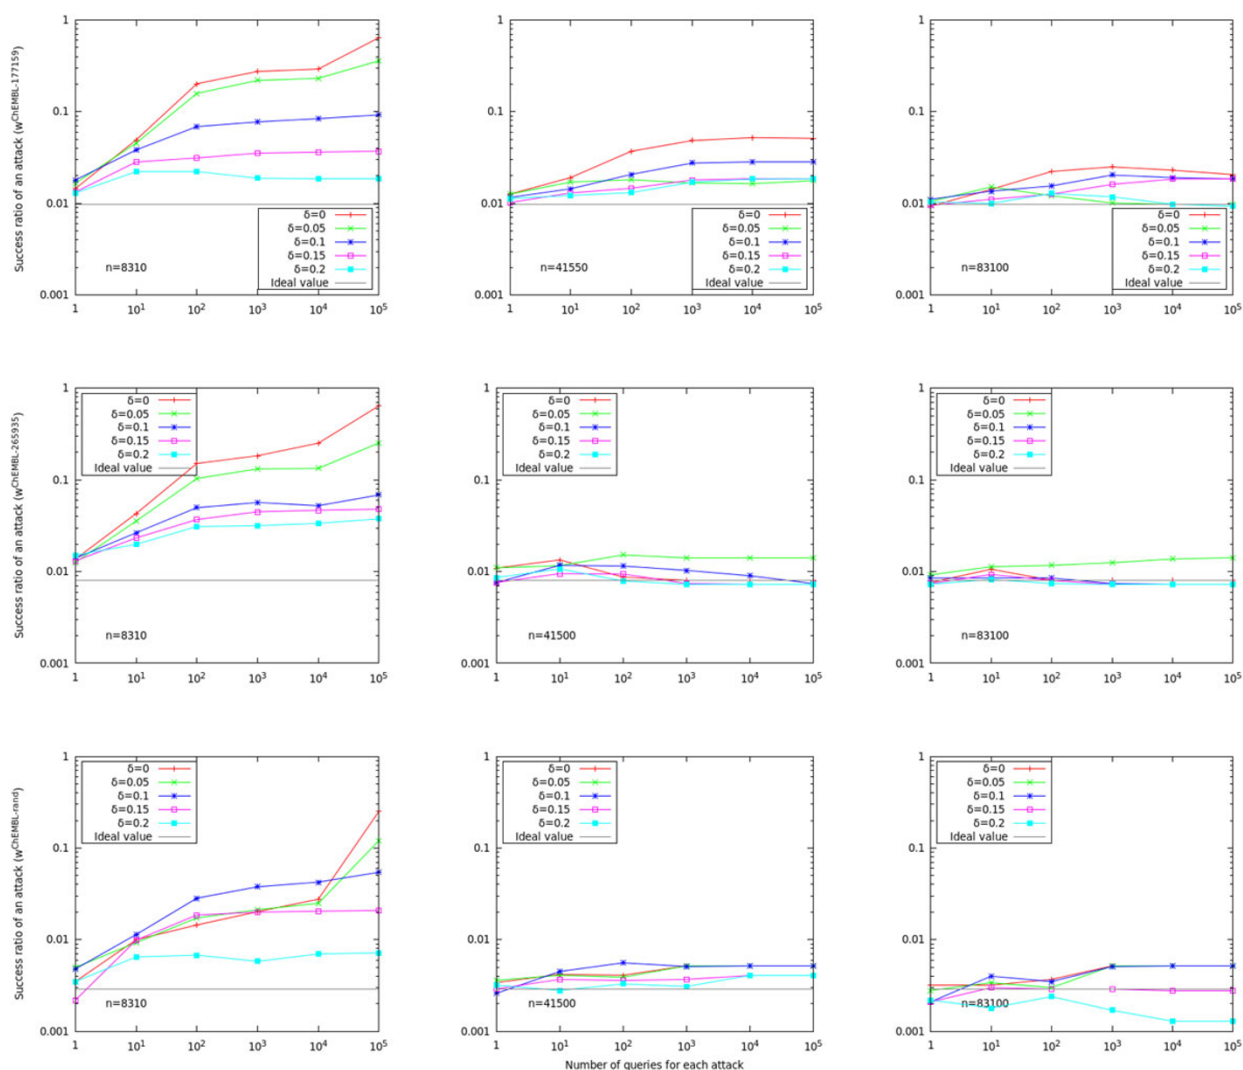 Success ratio of an attack (w^ChEMBL-177159)
1
0.1
0.01
0.001
δ=0
δ=0.05
δ=0.1
δ=0.15
δ=0.2
Ideal value
n=8310
1 10^1 10^2 10^3 10^4 10^5
1
0.1
0.01
0.001
δ=0
δ=0.05
δ=0.1
δ=0.15
δ=0.2
Ideal value
n=41550
1 10^1 10^2 10^3 10^4 10^5
1
0.1
0.01
0.001
δ=0
δ=0.05
δ=0.1
δ=0.15
δ=0.2
Ideal value
n=83100
1 10^1 10^2 10^3 10^4 10^5
Success ratio of an attack (w^ChEMBL-265935)
1
0.1
0.01
0.001
δ=0
δ=0.05
δ=0.1
δ=0.15
δ=0.2
Ideal value
n=8310
1 10^1 10^2 10^3 10^4 10^5
1
0.1
0.01
0.001
δ=0
δ=0.05
δ=0.1
δ=0.15
δ=0.2
Ideal value
n=41500
1 10^1 10^2 10^3 10^4 10^5
1
0.1
0.01
0.001
δ=0
δ=0.05
δ=0.1
δ=0.15
δ=0.2
Ideal value
n=83100
1 10^1 10^2 10^3 10^4 10^5
Success ratio of an attack (w^ChEMBL-rand)
1
0.1
0.01
0.001
δ=0
δ=0.05
δ=0.1
δ=0.15
δ=0.2
Ideal value
n=8310
1 10^1 10^2 10^3 10^4 10^5
1
0.1
0.01
0.001
δ=0
δ=0.05
δ=0.1
δ=0.15
δ=0.2
Ideal value
n=41500
1 10^1 10^2 10^3 10^4 10^5
1
0.1
0.01
0.001
δ=0
δ=0.05
δ=0.1
δ=0.15
δ=0.2
Ideal value
n=83100
1 10^1 10^2 10^3 10^4 10^5
Number of queries for each attack